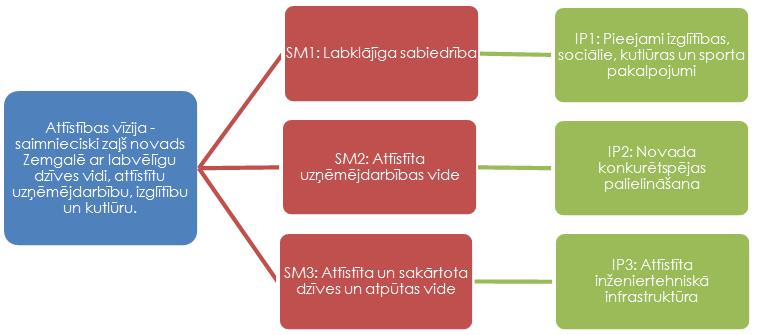 Attīstības vīzija -
saimnieciski zaļš novads
Zemgalē ar labvēlīgu
dzīves vidi, attīstītu
uzņēmējdarbību, izglītību
un kutlūru.
SM1: Labklājīga sabiedrība
IP1: Pieejami izglītības,
sociālie, kutlūras un sporta
pakalpojumi
SM2: Attīstīta
uzņēmējdarbības vide
IP2: Novada
konkurētspējas
palielināšana
SM3: Attīstīta un sakārtota
dzīves un atpūtas vide
IP3: Attīstīta
inženiertehniskā
infrastruktūra